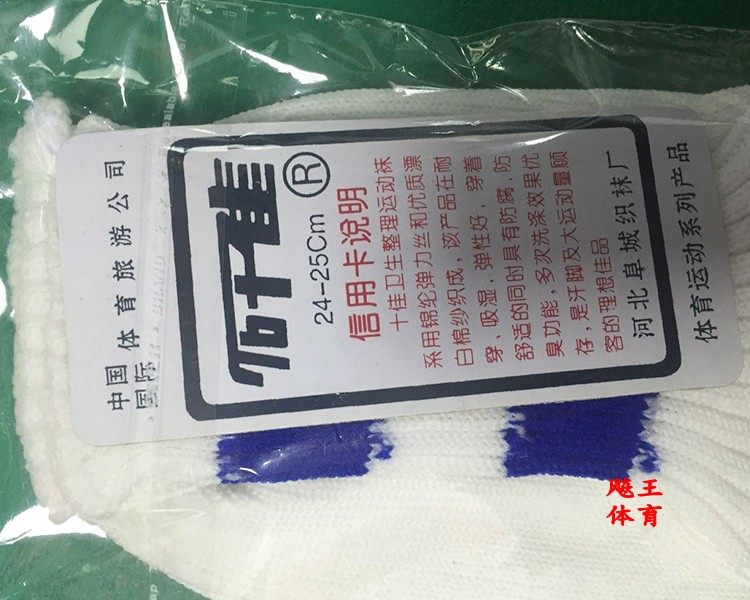 中国
国际 体育旅游公司
十佳®
24-25Cm
信用卡说明
十佳卫生整理运动袜
系用锦纶弹力丝和优质漂
白棉纱织成，该产品在耐
穿、吸湿、弹性好、穿着
舒适的同时具有防腐、防
臭功能，多次洗涤效果优
存，是汗脚及大运动量顾
客的理想佳品
河北阜城织袜厂
体育运动系列产品
飚王
体育